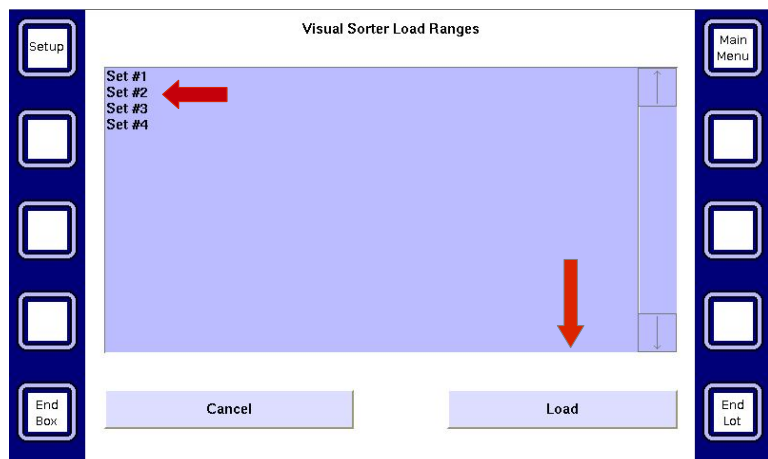 Visual Sorter Load Ranges
Setup
Main
Menu
Set #1
Set #2
Set #3
Set #4
End
Box
Cancel
Load
End
Lot